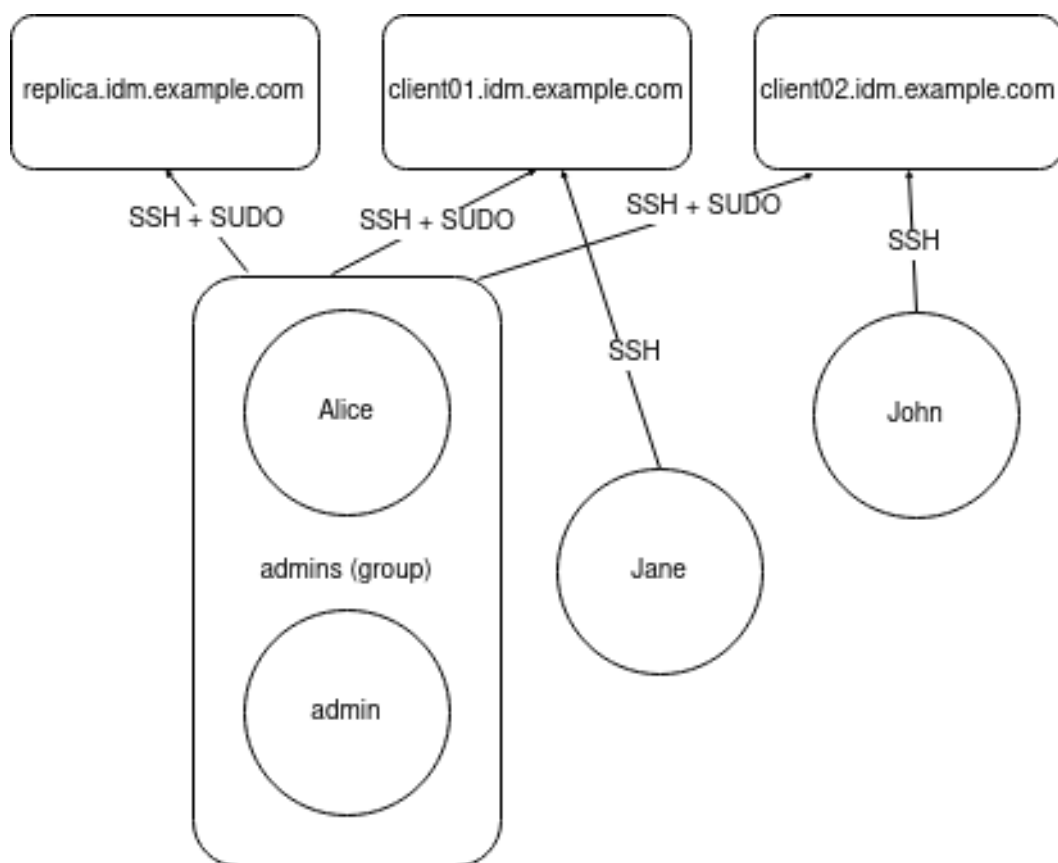 replica.idm.example.com
client01.idm.example.com
client02.idm.example.com
SSH + SUDO
SSH + SUDO
SSH + SUDO
SSH
SSH
Alice
John
admins (group)
Jane
admin